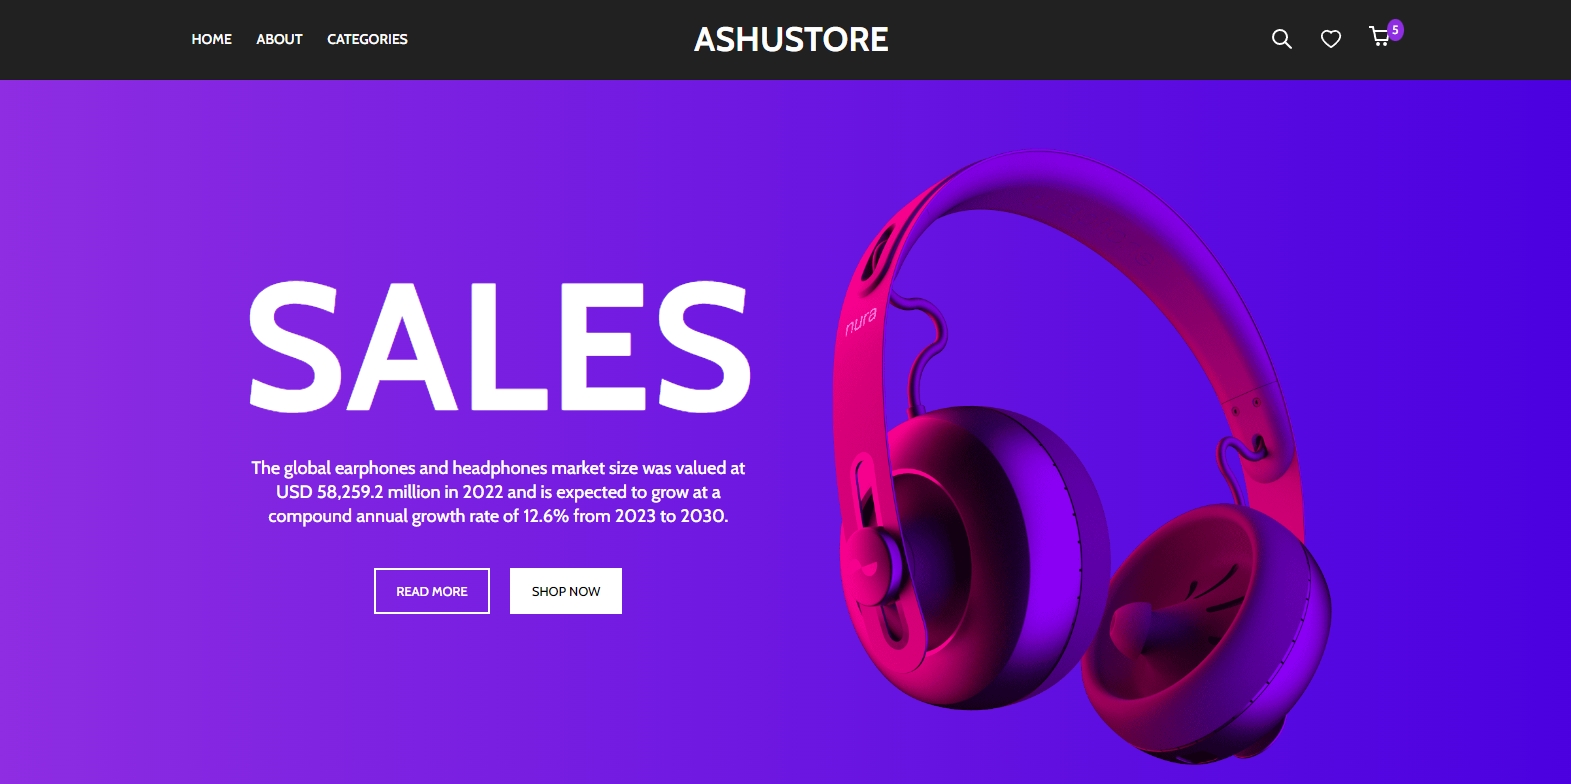 HOME ABOUT CATEGORIES ASHUSTORE 5
SALES
nura
The global earphones and headphones market size was valued at
USD 58,259.2 million in 2022 and is expected to grow at a
compound annual growth rate of 12.6% from 2023 to 2030.
READ MORE SHOP NOW